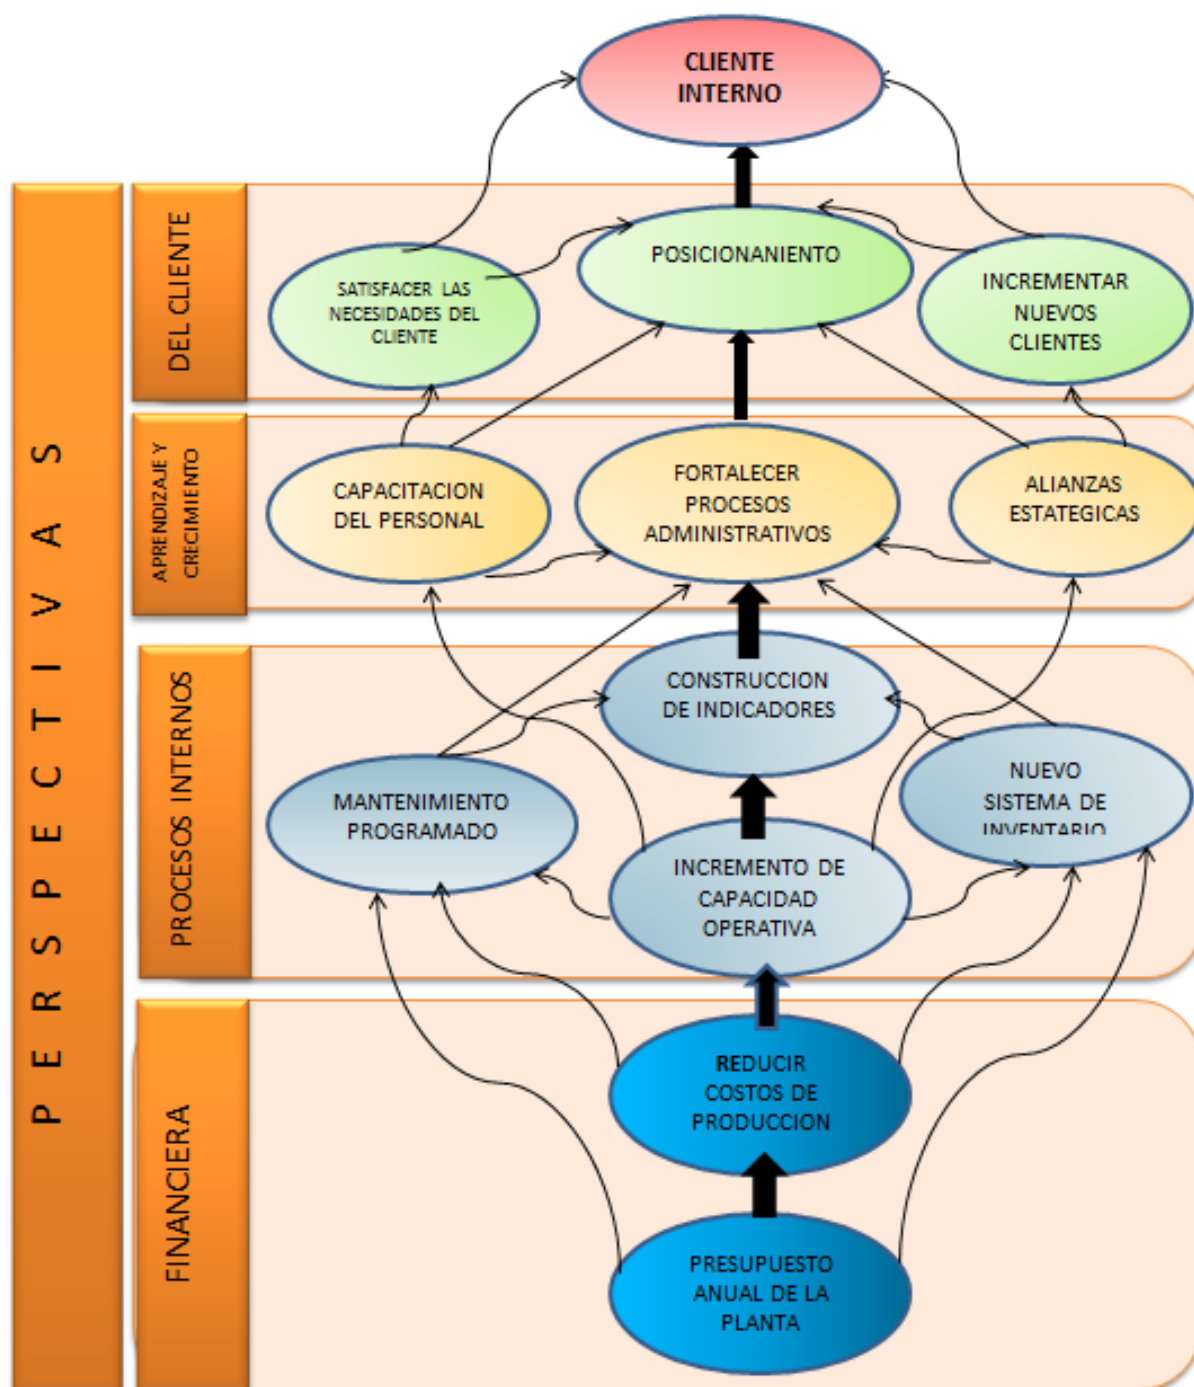 CLIENTE
INTERNO
PERSPECTIVAS
DEL CLIENTE
SATISFACER LAS
NECESIDADES DEL
CLIENTE
POSICIONANIENTO
INCREMENTAR
NUEVOS
CLIENTES
APRENDIZAJE Y
CRECIMIENTO
CAPACITACION
DEL PERSONAL
FORTALECER
PROCESOS
ADMINISTRATIVOS
ALIANZAS
ESTATEGICAS
PROCESOS INTERNOS
CONSTRUCCION
DE INDICADORES
MANTENIMIENTO
PROGRAMADO
NUEVO
SISTEMA DE
INVENTARIO
INCREMENTO DE
CAPACIDAD
OPERATIVA
FINANCIERA
REDUCIR
COSTOS DE
PRODUCCION
PRESUPUESTO
ANUAL DE LA
PLANTA